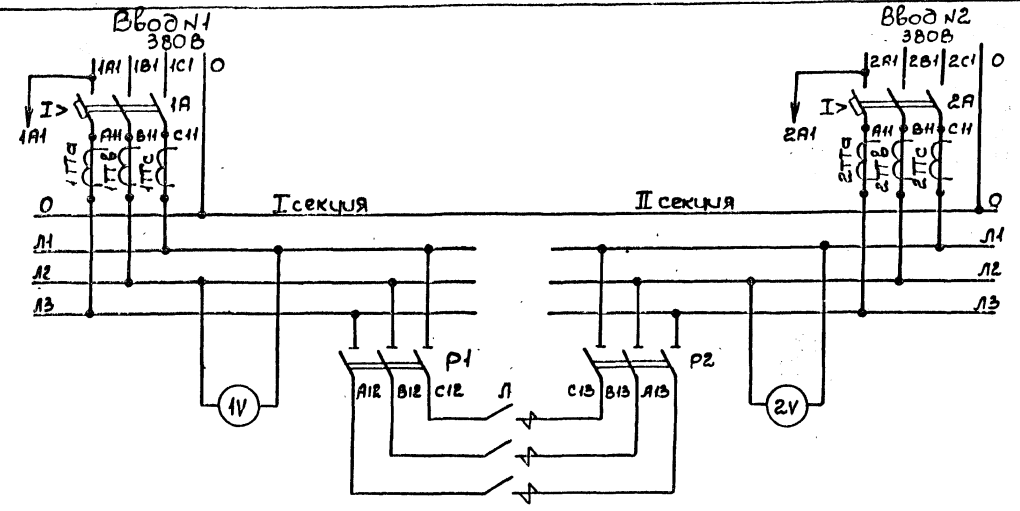 Ввод N1
380В
1А1 1В1 1С1 0
I> 1А
1А1
А11 В11 С11
1ТТа 1ТТв 1ТТс
Ввод N2
380В
2А1 2В1 2С1 0
I> 2А
2А1
А11 В11 С11
2ТТа 2ТТв 2ТТс
0 I секция II секция 0
Л1 Л1
Л2 Л2
Л3 Л3
Р1 Р2
А12 В12 С12 Л С13 В13 А13
1V 2V